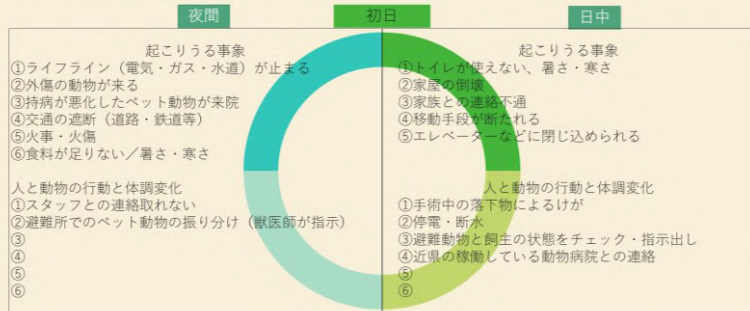 夜間
初日
日中
起こりうる事象
①ライフライン（電気・ガス・水道）が止まる
②外傷の動物が来る
③持病が悪化したペット動物が来院
④交通の遮断（道路・鉄道等）
⑤火事・火傷
⑥食料が足りない／暑さ・寒さ
人と動物の行動と体調変化
①スタッフとの連絡取れない
②避難所でのペット動物の振り分け（獣医師が指示）
③
④
⑤
⑥
起こりうる事象
①トイレが使えない、暑さ・寒さ
②家屋の倒壊
③家族との連絡不通
④移動手段が断たれる
⑤エレベーターなどに閉じ込められる
人と動物の行動と体調変化
①手術中の落下物によるけが
②停電・断水
③避難動物と飼主の状態をチェック・指示出し
④近県の稼働している動物病院との連絡
⑤
⑥